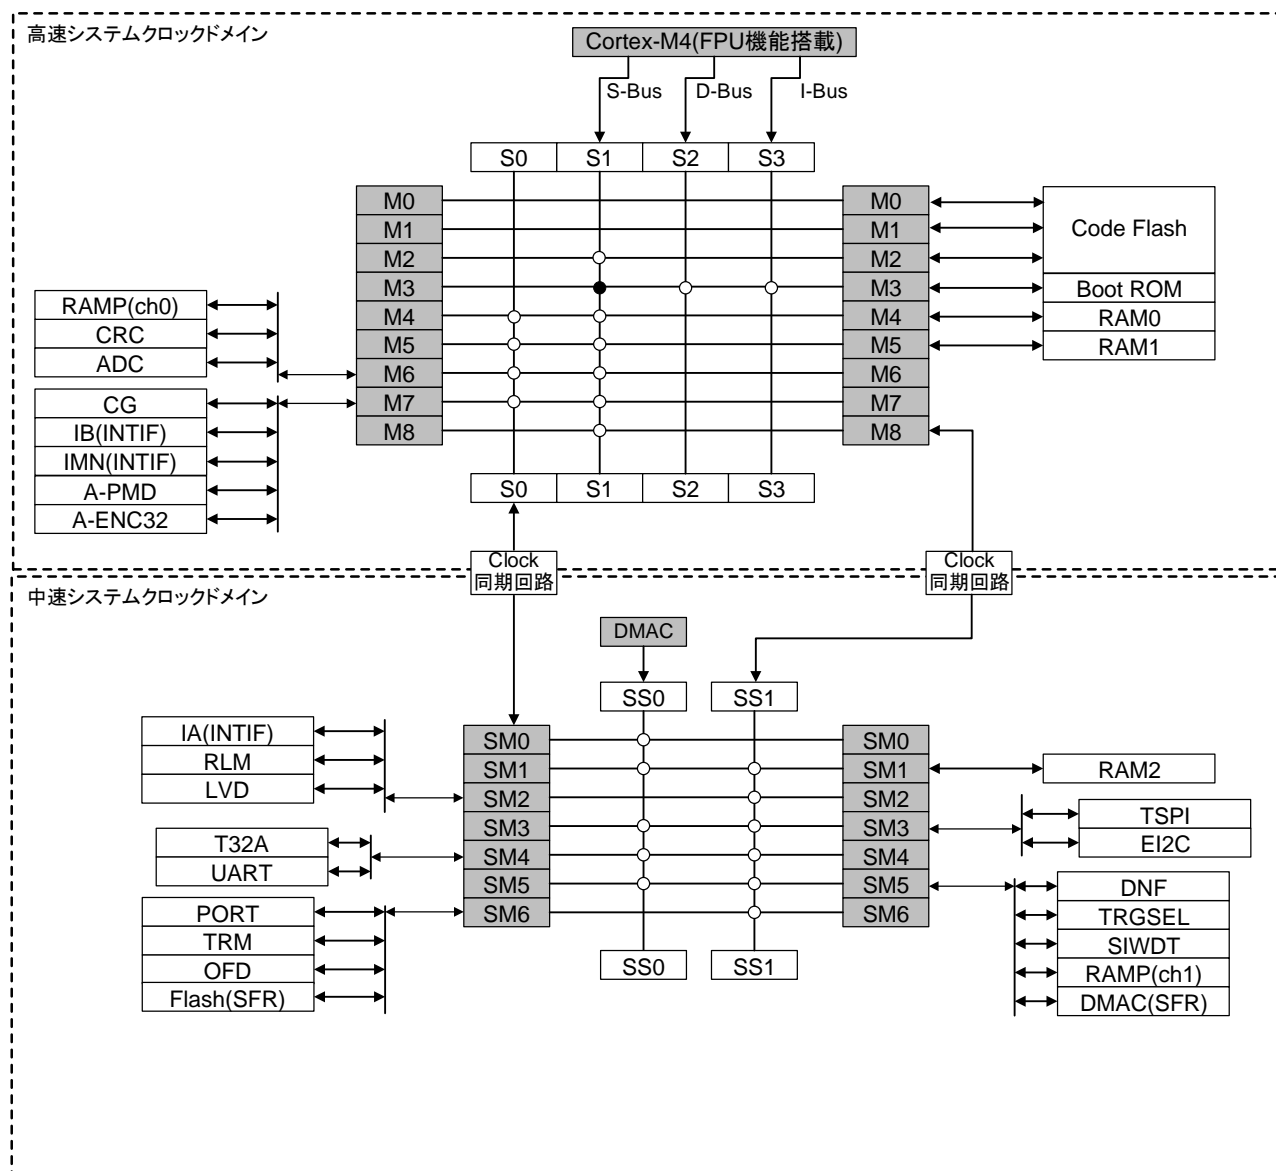 高速システムクロックドメイン
Cortex-M4(FPU機能搭載)
S-Bus
D-Bus
I-Bus
S0
S1
S2
S3
M0
M1
M2
M3
M4
M5
M6
M7
M8
M0
M1
M2
M3
M4
M5
M6
M7
M8
Code Flash
Boot ROM
RAM0
RAM1
RAMP(ch0)
CRC
ADC
CG
IB(INTIF)
IMN(INTIF)
A-PMD
A-ENC32
S0
S1
S2
S3
Clock
同期回路
Clock
同期回路
中速システムクロックドメイン
DMAC
SS0
SS1
IA(INTIF)
RLM
LVD
T32A
UART
PORT
TRM
OFD
Flash(SFR)
SM0
SM1
SM2
SM3
SM4
SM5
SM6
SM0
SM1
SM2
SM3
SM4
SM5
SM6
RAM2
TSPI
EI2C
DNF
TRGSEL
SIWDT
RAMP(ch1)
DMAC(SFR)
SS0
SS1